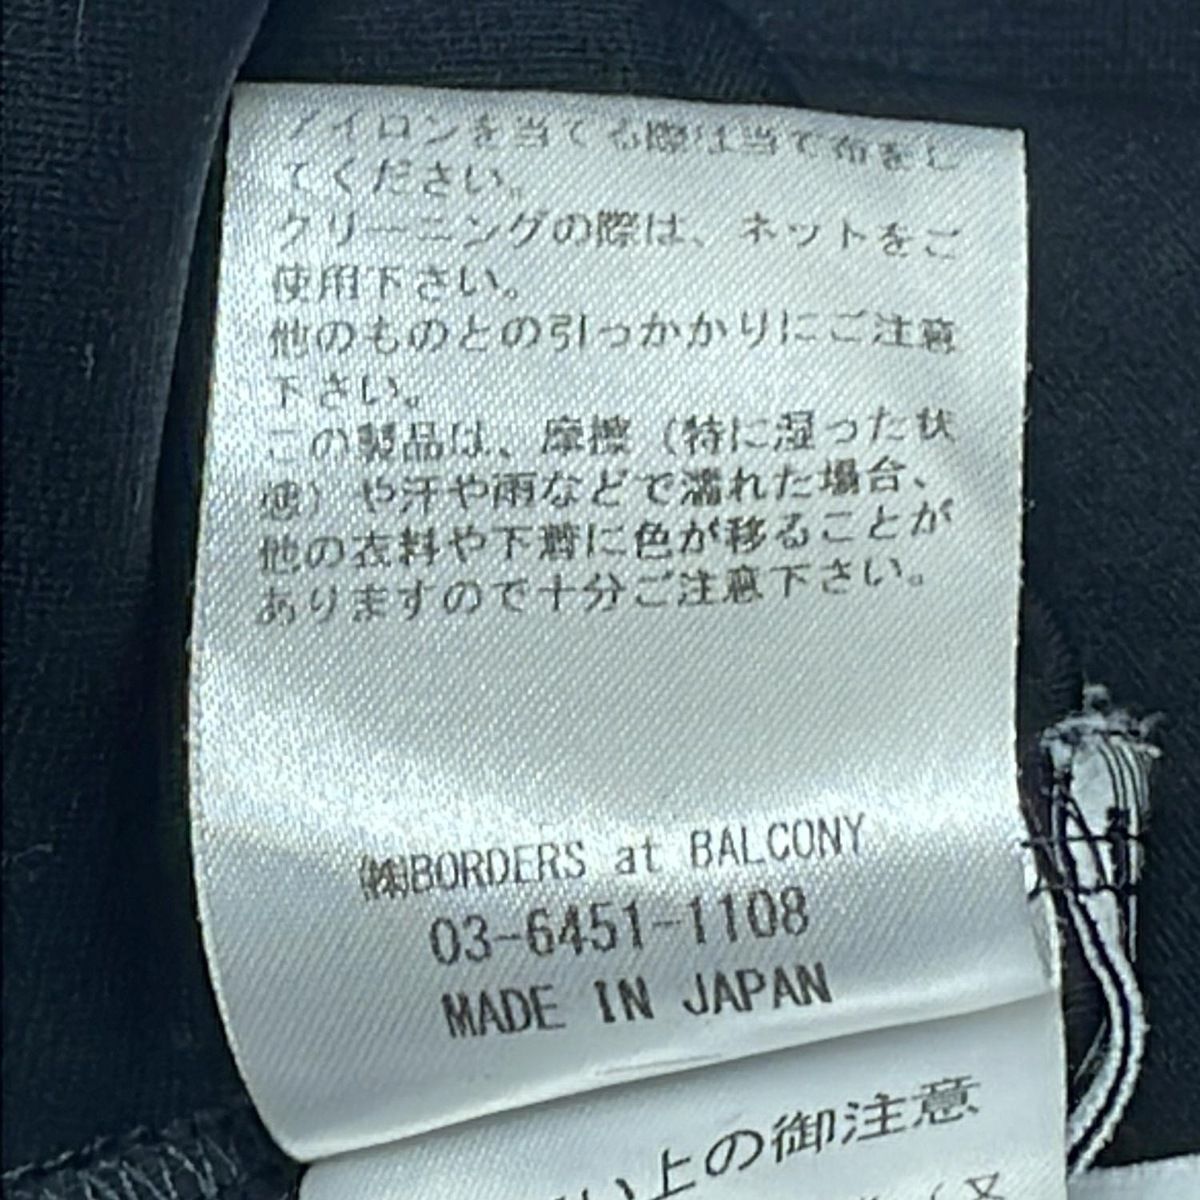 アイロンを当てる際は当て布をし
てください。
クリーニングの際は、ネットをご
使用下さい。
他のものとの引っかかりにご注意
下さい。
この製品は、摩擦（特に湿った状
態）や汗や雨などで濡れた場合、
他の衣料や下着に色が移ることが
ありますので十分ご注意下さい。
㈱BORDERS at BALCONY
03-6451-1108
MADE IN JAPAN
い上の御注意